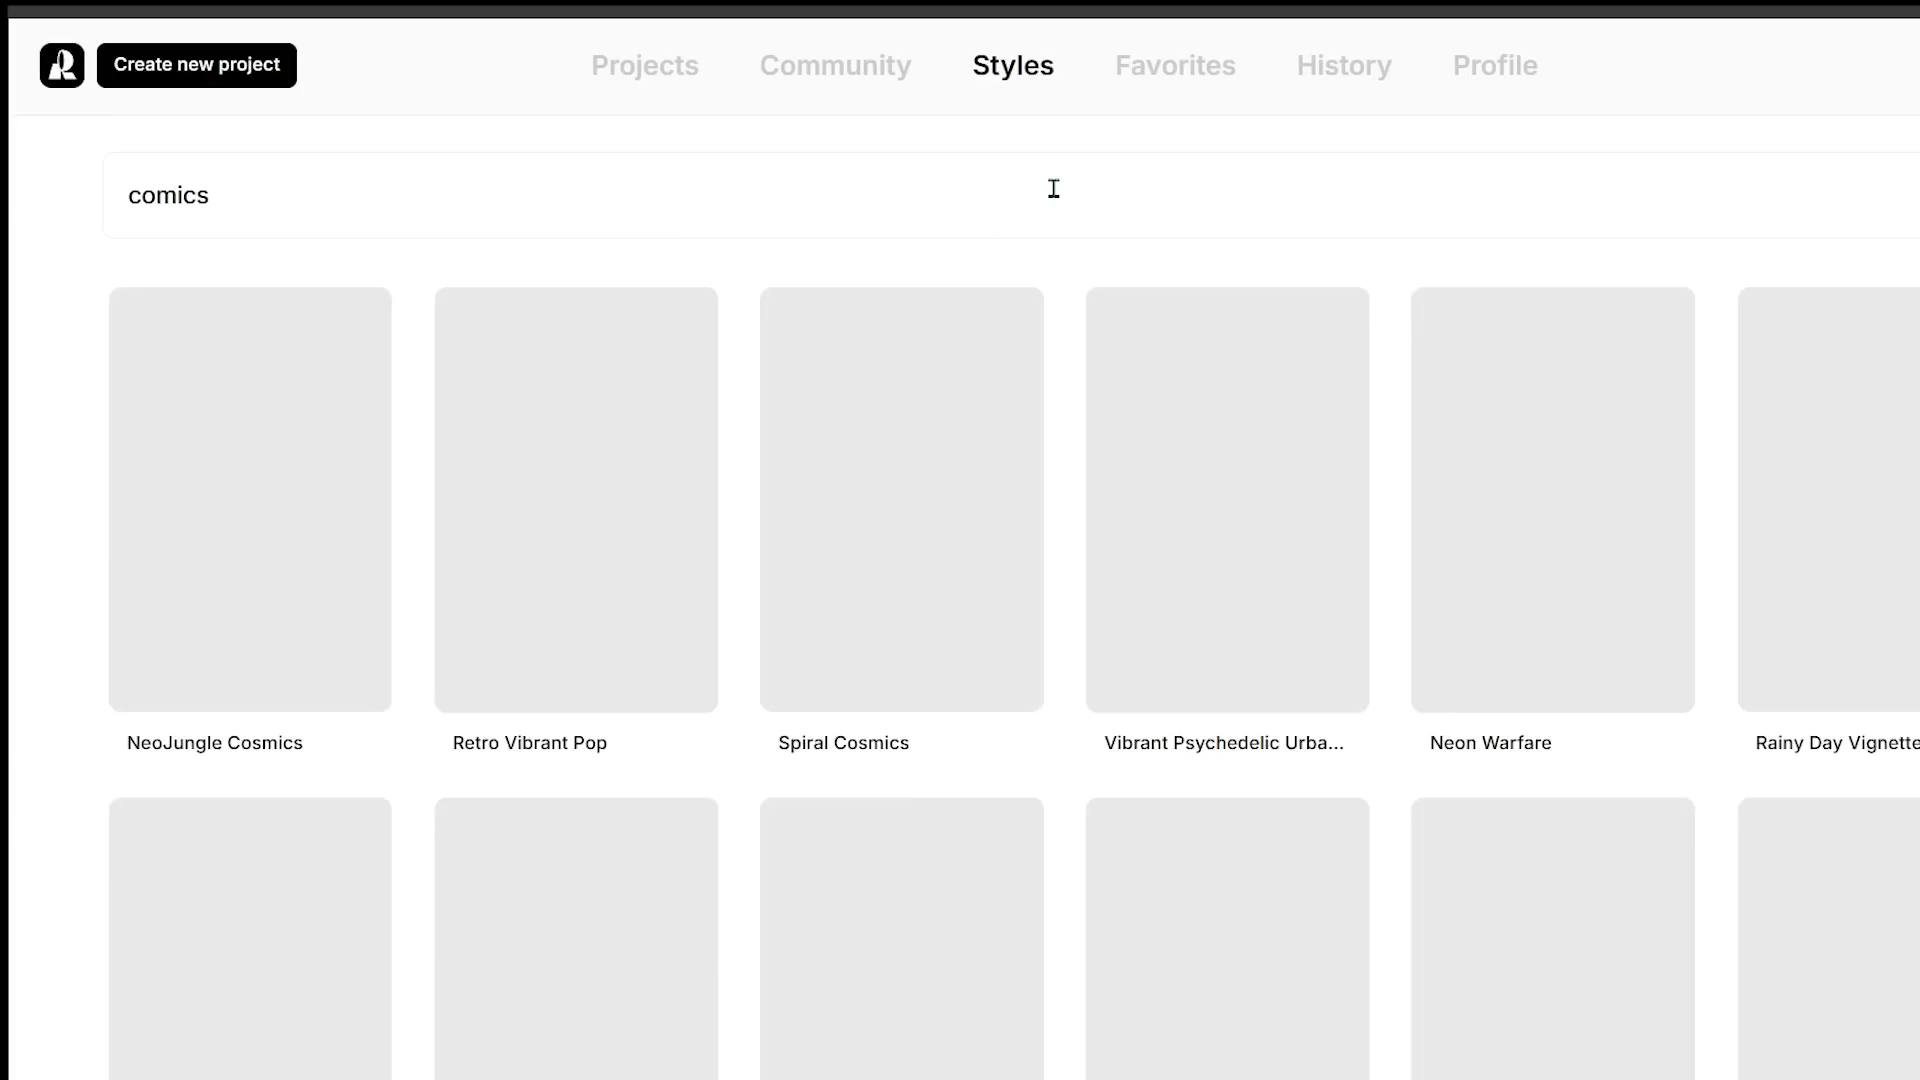 Create new project
Projects
Community
Styles
Favorites
History
Profile
comics
NeoJungle Cosmics
Retro Vibrant Pop
Spiral Cosmics
Vibrant Psychedelic Urba...
Neon Warfare
Rainy Day Vignette